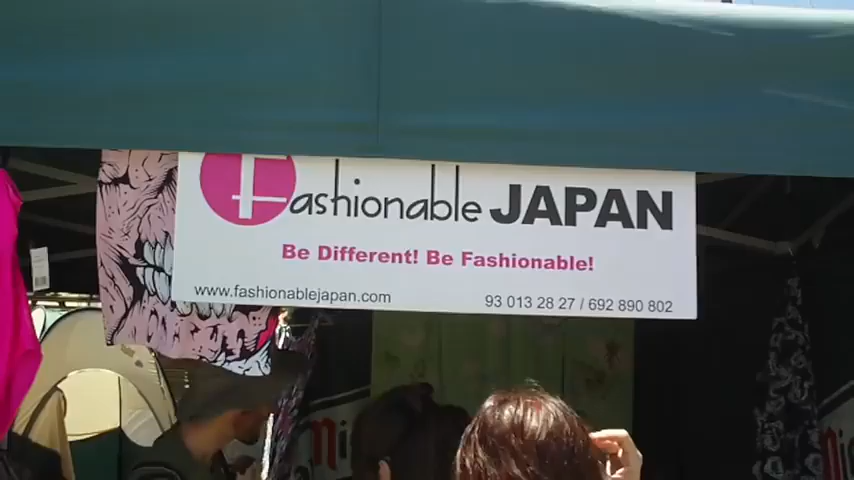 Fashionable JAPAN
Be Different! Be Fashionable!
www.fashionablejapan.com
93 013 28 27 / 692 890 802